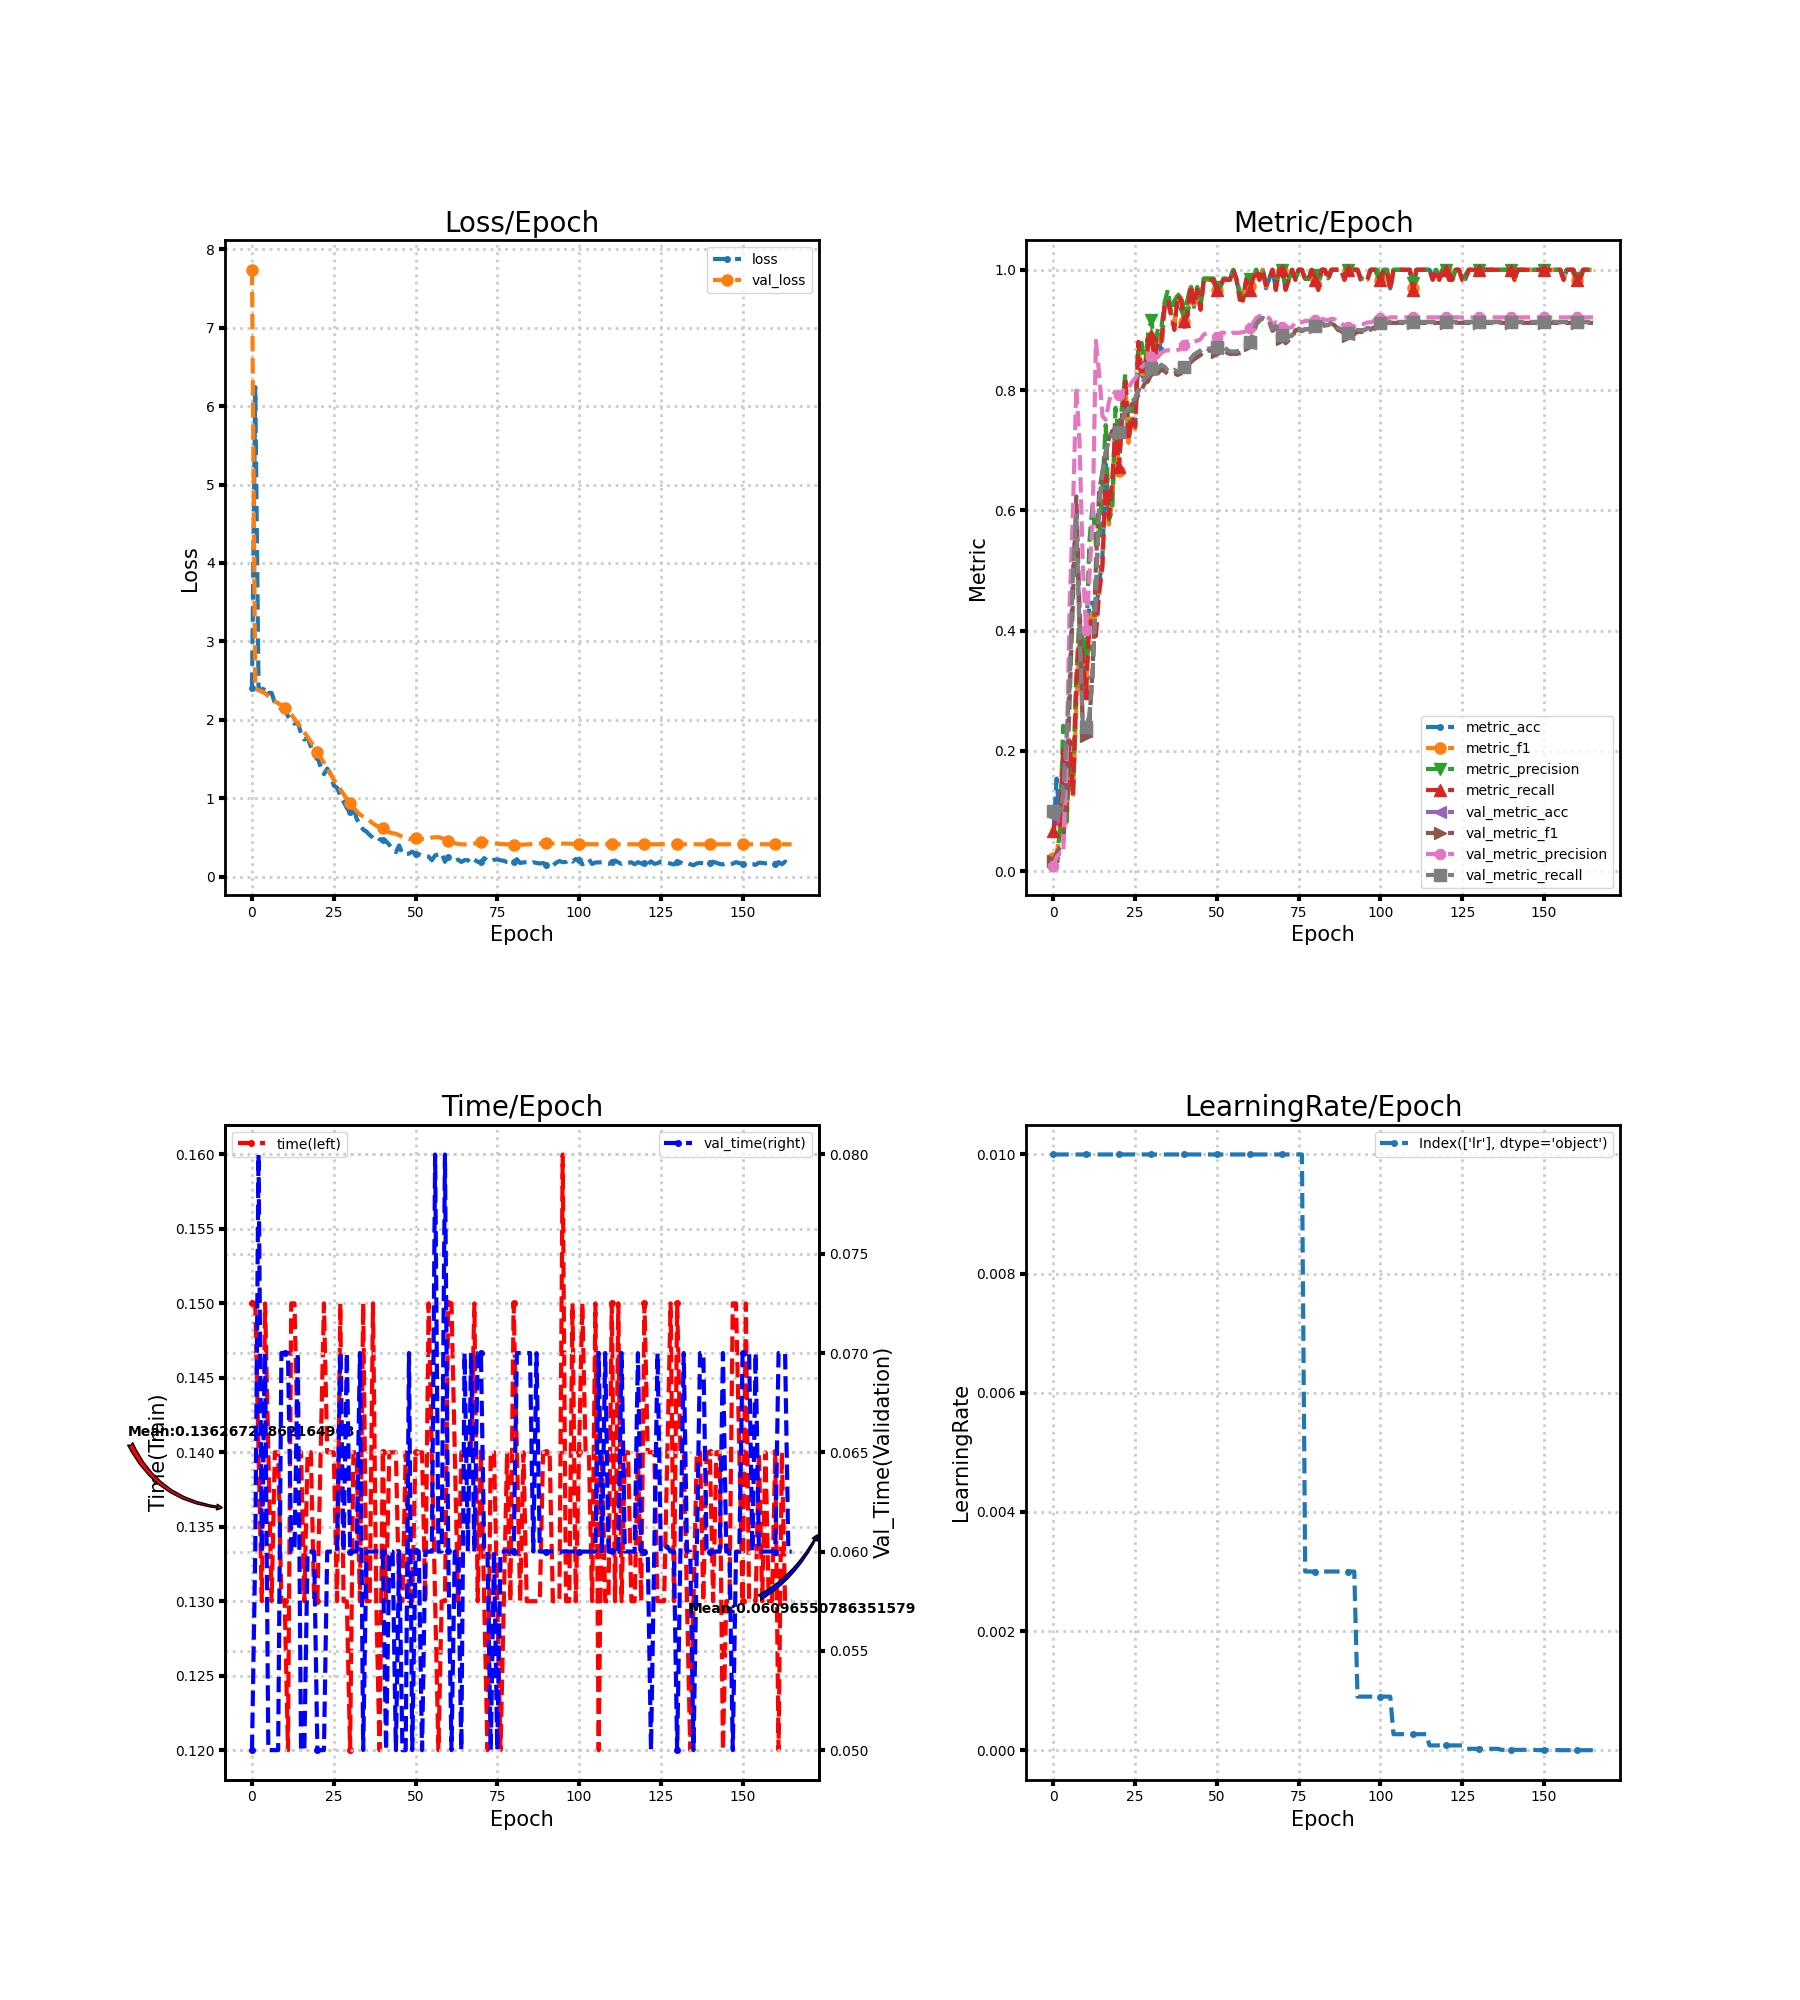 Loss/Epoch
Loss
8
7
6
5
4
3
2
1
0
0 25 50 75 100 125 150
Epoch
loss
val_loss
Metric/Epoch
Metric
1.0
0.8
0.6
0.4
0.2
0.0
0 25 50 75 100 125 150
Epoch
metric_acc
metric_f1
metric_precision
metric_recall
val_metric_acc
val_metric_f1
val_metric_precision
val_metric_recall
Time/Epoch
Time(Train)
0.160
0.155
0.150
0.145
0.140
0.135
0.130
0.125
0.120
time(left)
val_time(right)
0.080
0.075
0.070
0.065
0.060
0.055
0.050
Val_Time(Validation)
Mean:0.06096550786351579
0 25 50 75 100 125 150
Epoch
LearningRate/Epoch
LearningRate
0.010
0.008
0.006
0.004
0.002
0.000
Index(['lr'], dtype='object')
0 25 50 75 100 125 150
Epoch